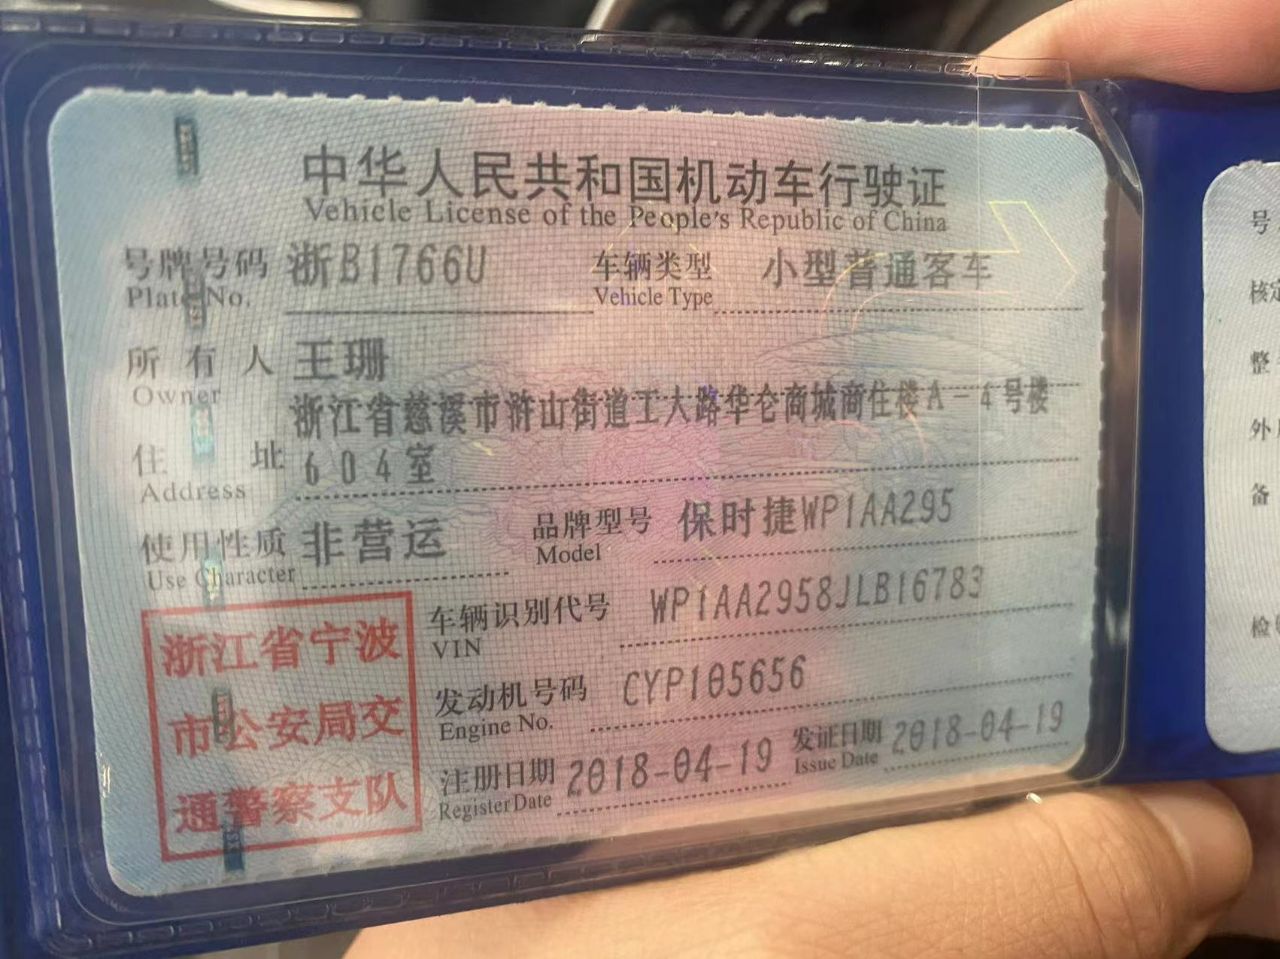 中华人民共和国机动车行驶证
Vehicle License of the People's Republic of China
号牌号码 浙B1766U 车辆类型 小型普通客车
Plate No. Vehicle Type
所有人 王珊
Owner
浙江省慈溪市浒山街道工大路华仑商城商住楼A-4号楼
住址 604室
Address
使用性质 非营运 品牌型号 保时捷WP1AA295
Use Character Model
车辆识别代号 WP1AA2958JLB16783
VIN
发动机号码 CYP105656
Engine No.
注册日期 2018-04-19 发证日期 2018-04-19
Register Date Issue Date
浙江省宁波
市公安局交
通警察支队
号
核定
整
外
备
检